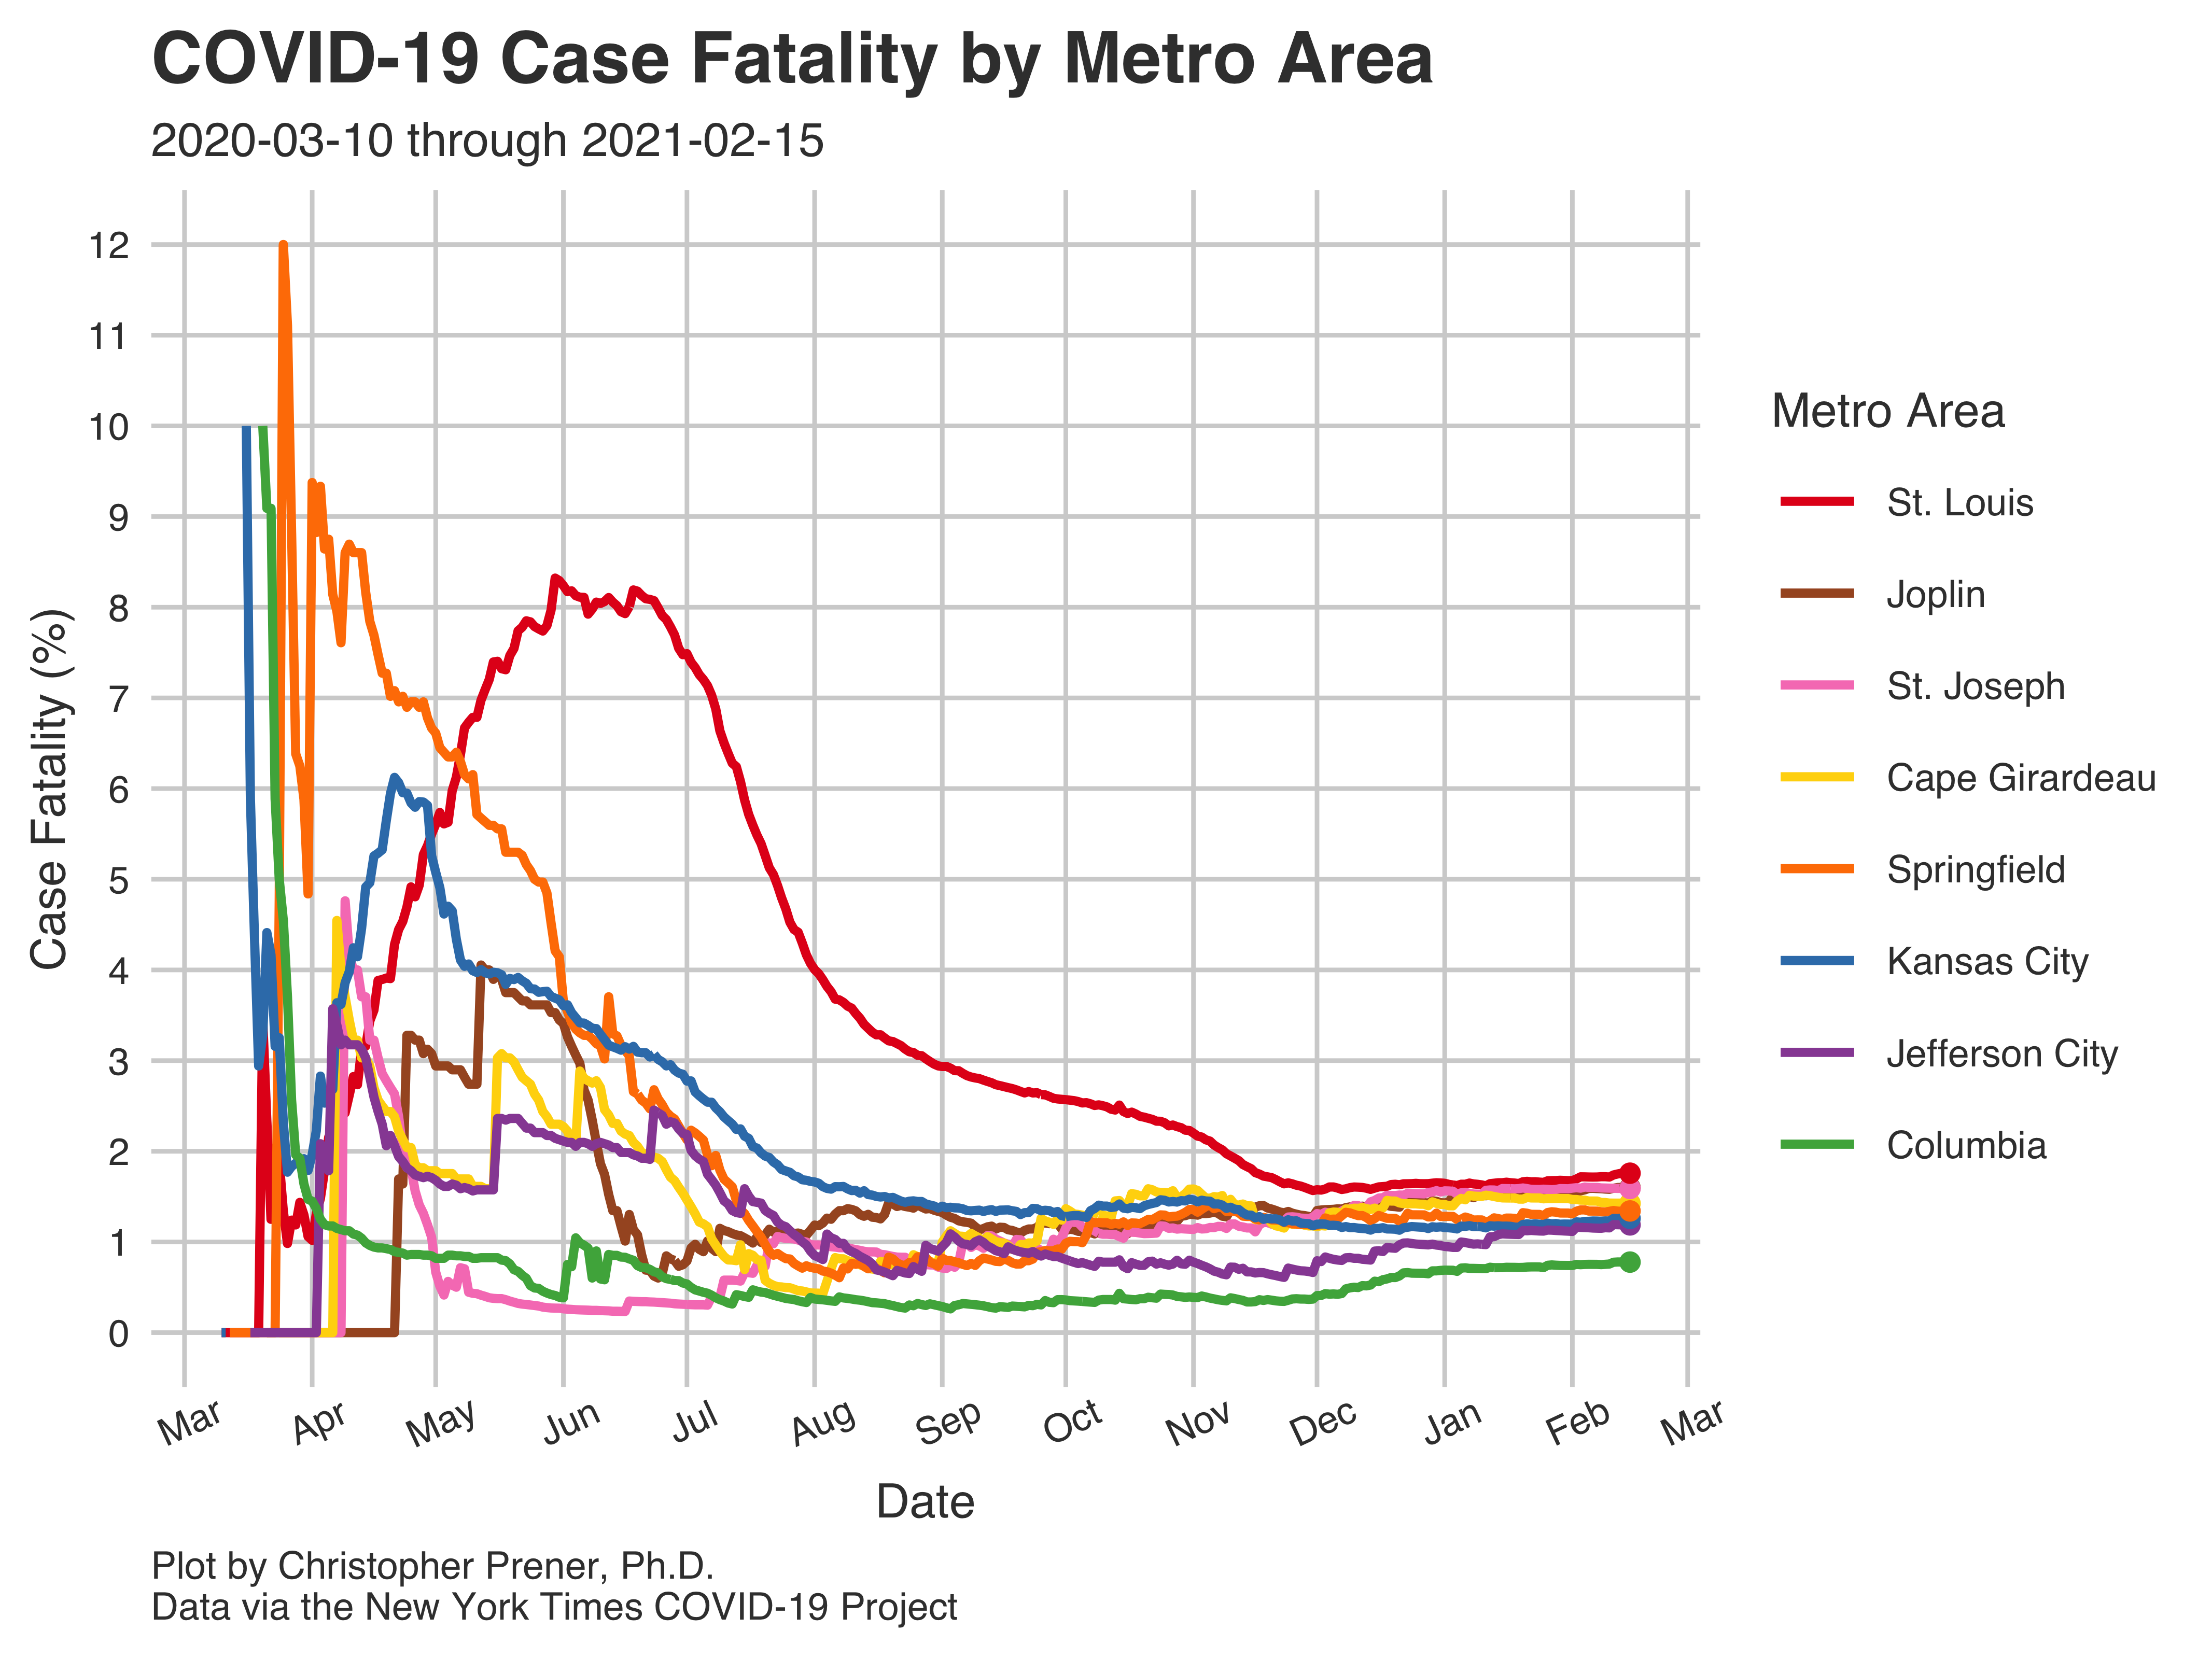 COVID-19 Case Fatality by Metro Area
2020-03-10 through 2021-02-15
Case Fatality (%)
12
11
10
9
8
7
6
5
4
3
2
1
0
Mar
Apr
May
Jun
Jul
Aug
Sep
Oct
Nov
Dec
Jan
Feb
Mar
Date
Metro Area
St. Louis
Joplin
St. Joseph
Cape Girardeau
Springfield
Kansas City
Jefferson City
Columbia
Plot by Christopher Prener, Ph.D.
Data via the New York Times COVID-19 Project